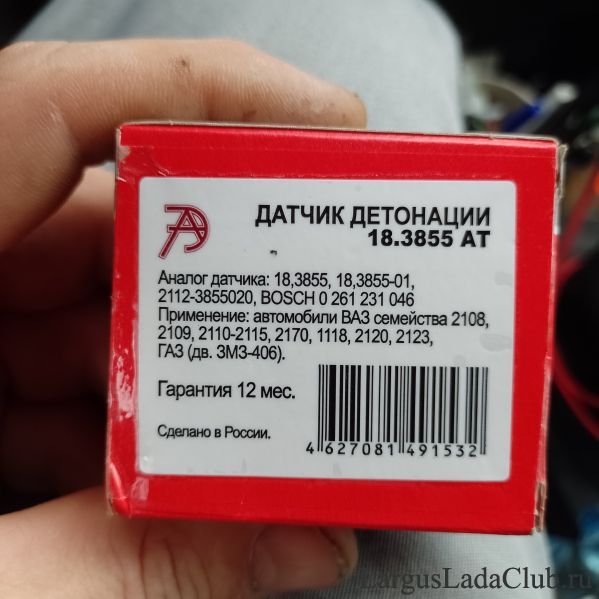 ДАТЧИК ДЕТОНАЦИИ
18.3855 АТ
Аналог датчика: 18,3855, 18,3855-01,
2112-3855020, BOSCH 0 261 231 046
Применение: автомобили ВАЗ семейства 2108,
2109, 2110-2115, 2170, 1118, 2120, 2123,
ГАЗ (дв. ЗМЗ-406).
Гарантия 12 мес.
Сделано в России.
4 627081 491532
LargusLadaClub.ru